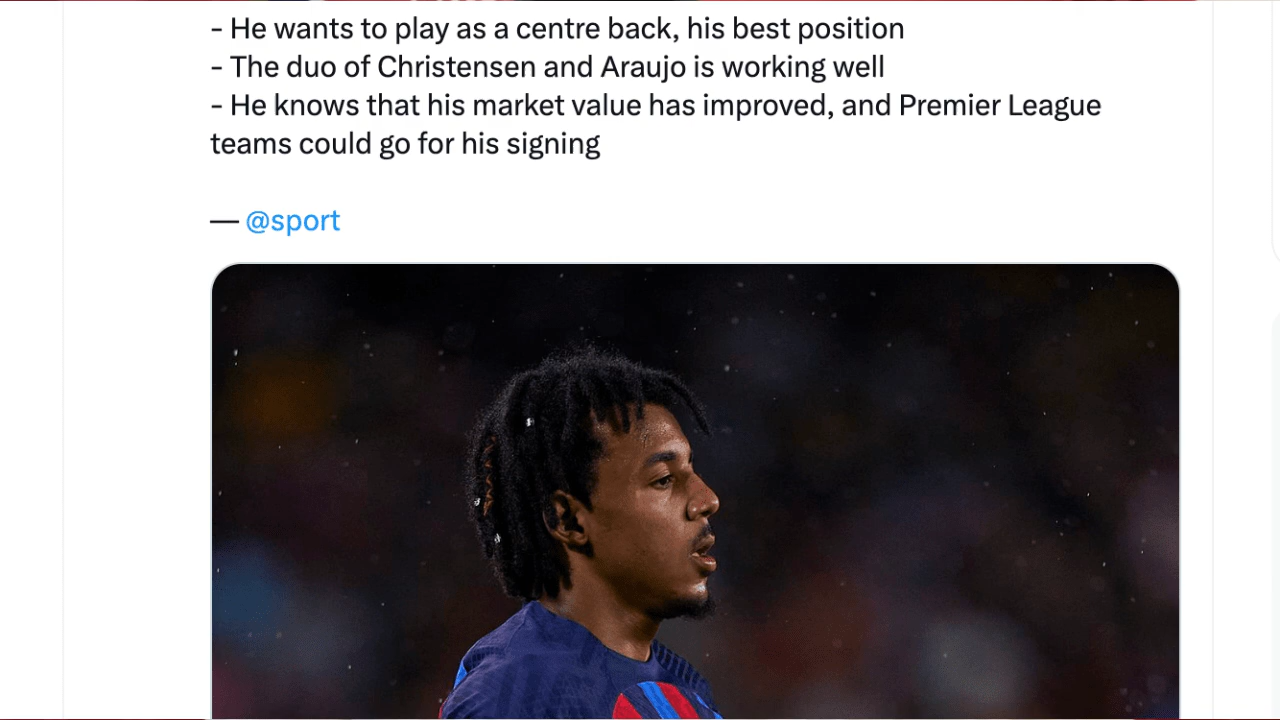 - He wants to play as a centre back, his best position
- The duo of Christensen and Araujo is working well
- He knows that his market value has improved, and Premier League
teams could go for his signing
— @sport